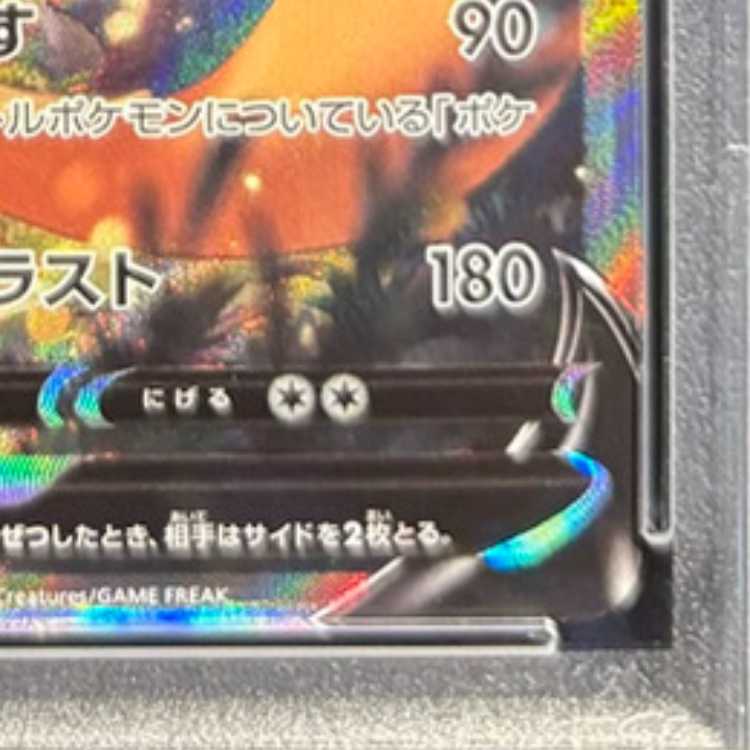 す 90
ールポケモンについている「ポケ
ラスト 180
にげる
ぜつしたとき、相手はサイドを2枚とる。
Creatures/GAME FREAK.